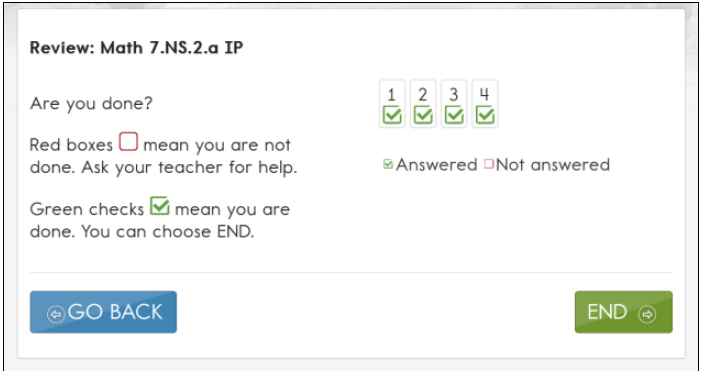 Review: Math 7.NS.2.a IP
Are you done?
Red boxes mean you are not
done. Ask your teacher for help.
Green checks mean you are
done. You can choose END.
1 2 3 4
Answered Not answered
GO BACK
END